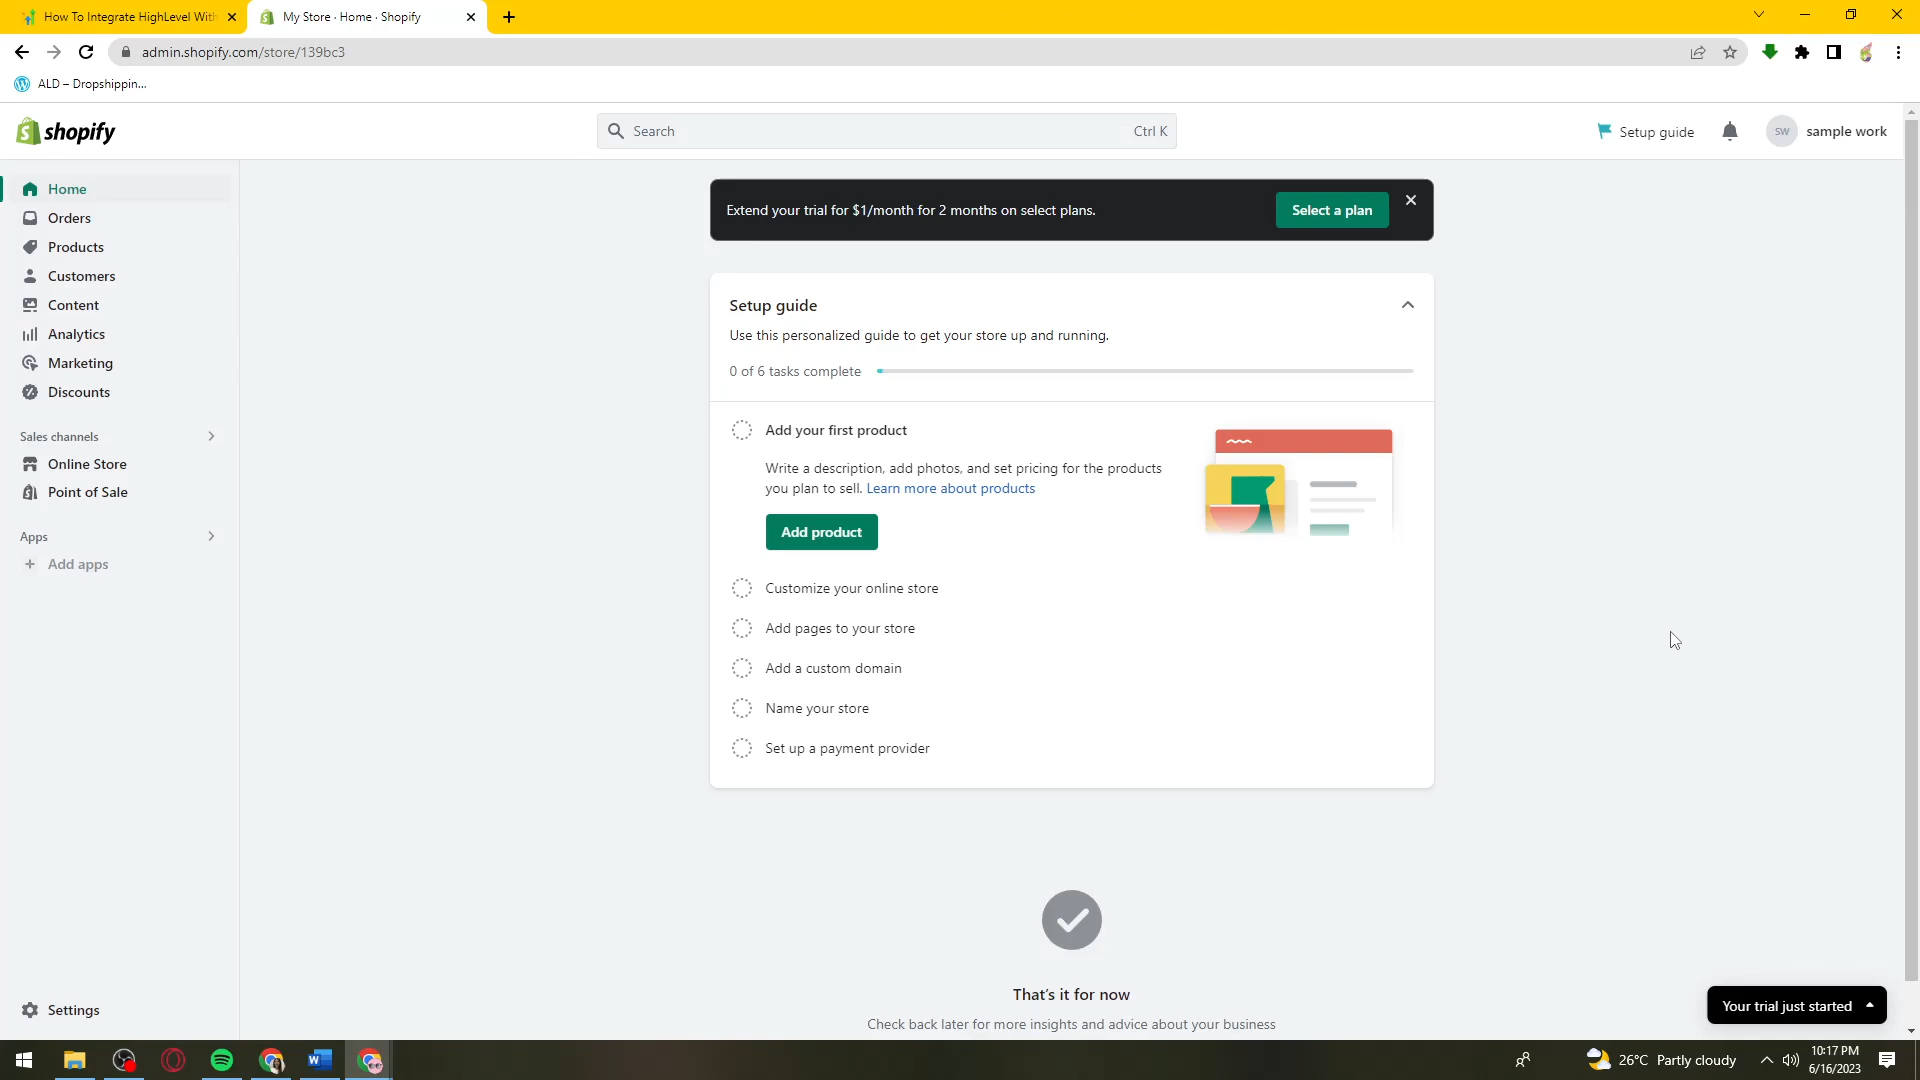 How To Integrate HighLevel With
My Store · Home · Shopify
admin.shopify.com/store/139bc3
ALD – Dropshippin...
shopify
Search
Ctrl K
Setup guide
SW
sample work
Home
Orders
Products
Customers
Content
Analytics
Marketing
Discounts
Sales channels
Online Store
Point of Sale
Apps
Add apps
Settings
Extend your trial for $1/month for 2 months on select plans.
Select a plan
Setup guide
Use this personalized guide to get your store up and running.
0 of 6 tasks complete
Add your first product
Write a description, add photos, and set pricing for the products
you plan to sell. Learn more about products
Add product
Customize your online store
Add pages to your store
Add a custom domain
Name your store
Set up a payment provider
That's it for now
Check back later for more insights and advice about your business
Your trial just started
26°C Partly cloudy
10:17 PM
6/16/2023